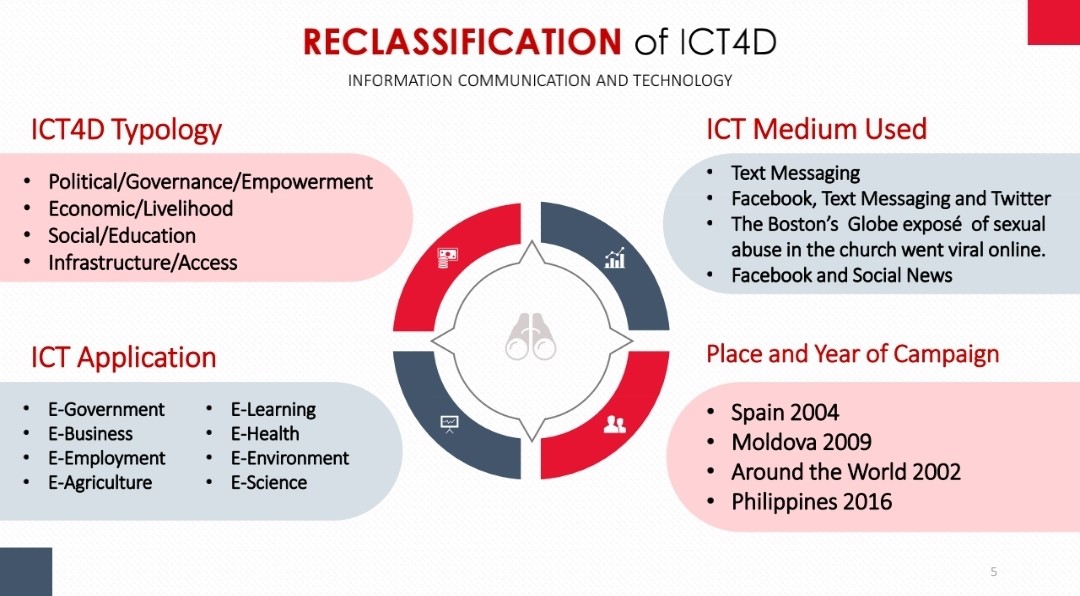 RECLASSIFICATION of ICT4D
INFORMATION COMMUNICATION AND TECHNOLOGY
ICT4D Typology
• Political/Governance/Empowerment
• Economic/Livelihood
• Social/Education
• Infrastructure/Access
ICT Medium Used
• Text Messaging
• Facebook, Text Messaging and Twitter
• The Boston’s Globe exposé of sexual
abuse in the church went viral online.
• Facebook and Social News
ICT Application
• E-Government
• E-Business
• E-Employment
• E-Agriculture
• E-Learning
• E-Health
• E-Environment
• E-Science
Place and Year of Campaign
• Spain 2004
• Moldova 2009
• Around the World 2002
• Philippines 2016
5